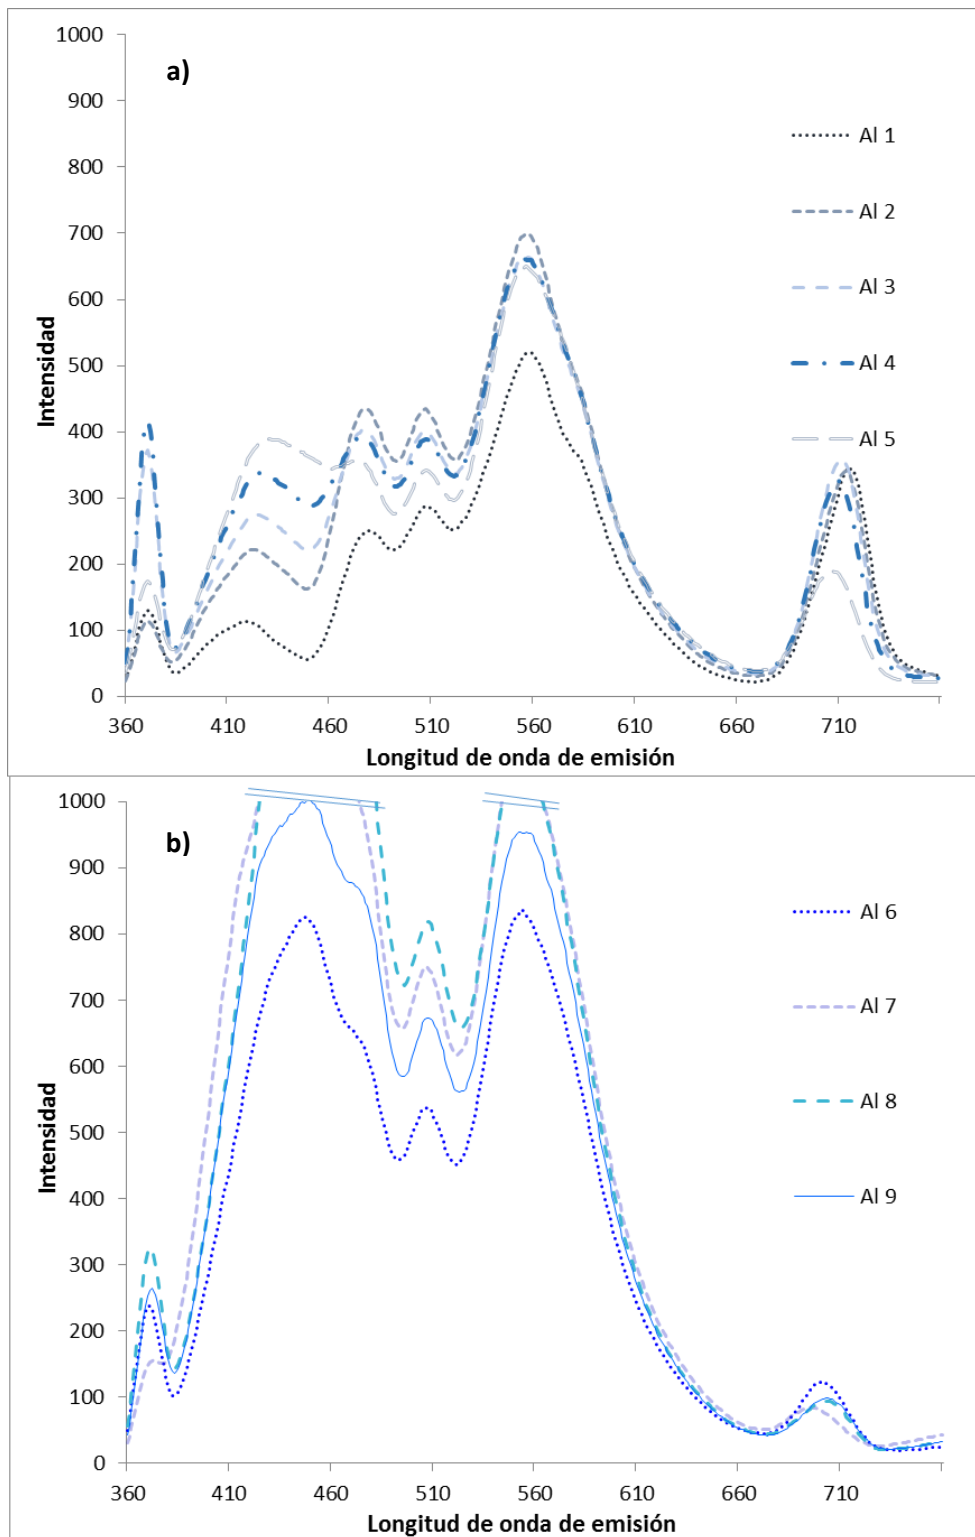 a)
1000
900
800
700
600
500
400
300
200
100
0
Intensidad
360
410
460
510
560
610
660
710
Longitud de onda de emisión
Al 1
Al 2
Al 3
Al 4
Al 5
b)
1000
900
800
700
600
500
400
300
200
100
0
Intensidad
360
410
460
510
560
610
660
710
Longitud de onda de emisión
Al 6
Al 7
Al 8
Al 9